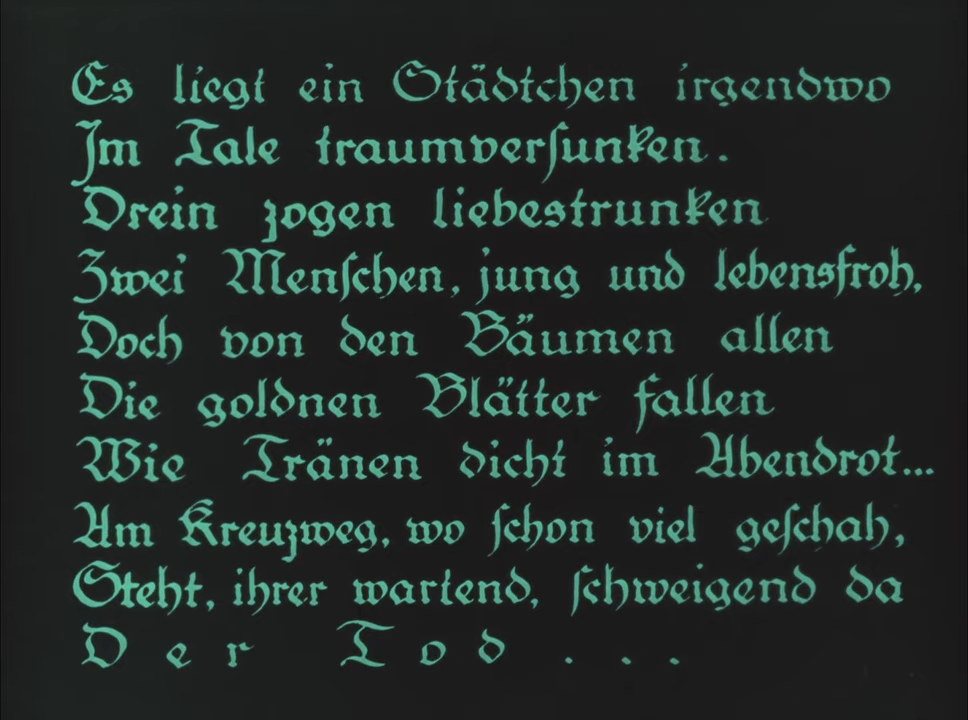 Es liegt ein Städtchen irgendwo
Im Tale traumverſunken.
Drein zogen liebestrunken
Zwei Menſchen, jung und lebensfroh,
Doch von den Bäumen allen
Die goldnen Blätter fallen
Wie Tränen dicht im Abendrot...
Am Kreuzweg, wo ſchon viel geſchah,
Steht, ihrer wartend, ſchweigend da
Der Tod ...